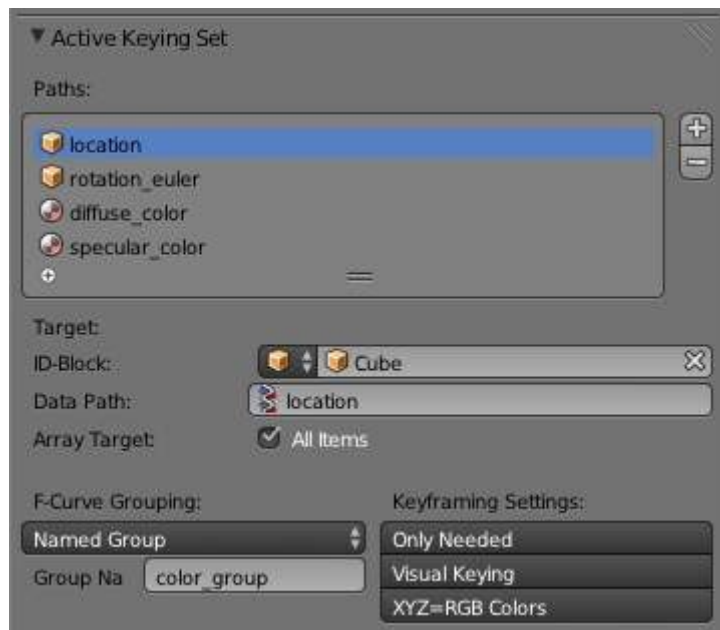 Active Keying Set
Paths:
location
rotation_euler
diffuse_color
specular_color
Target:
ID-Block: Cube
Data Path: location
Array Target: All Items
F-Curve Grouping: Keyframing Settings:
Named Group Only Needed
Group Na color_group Visual Keying
XYZ=RGB Colors